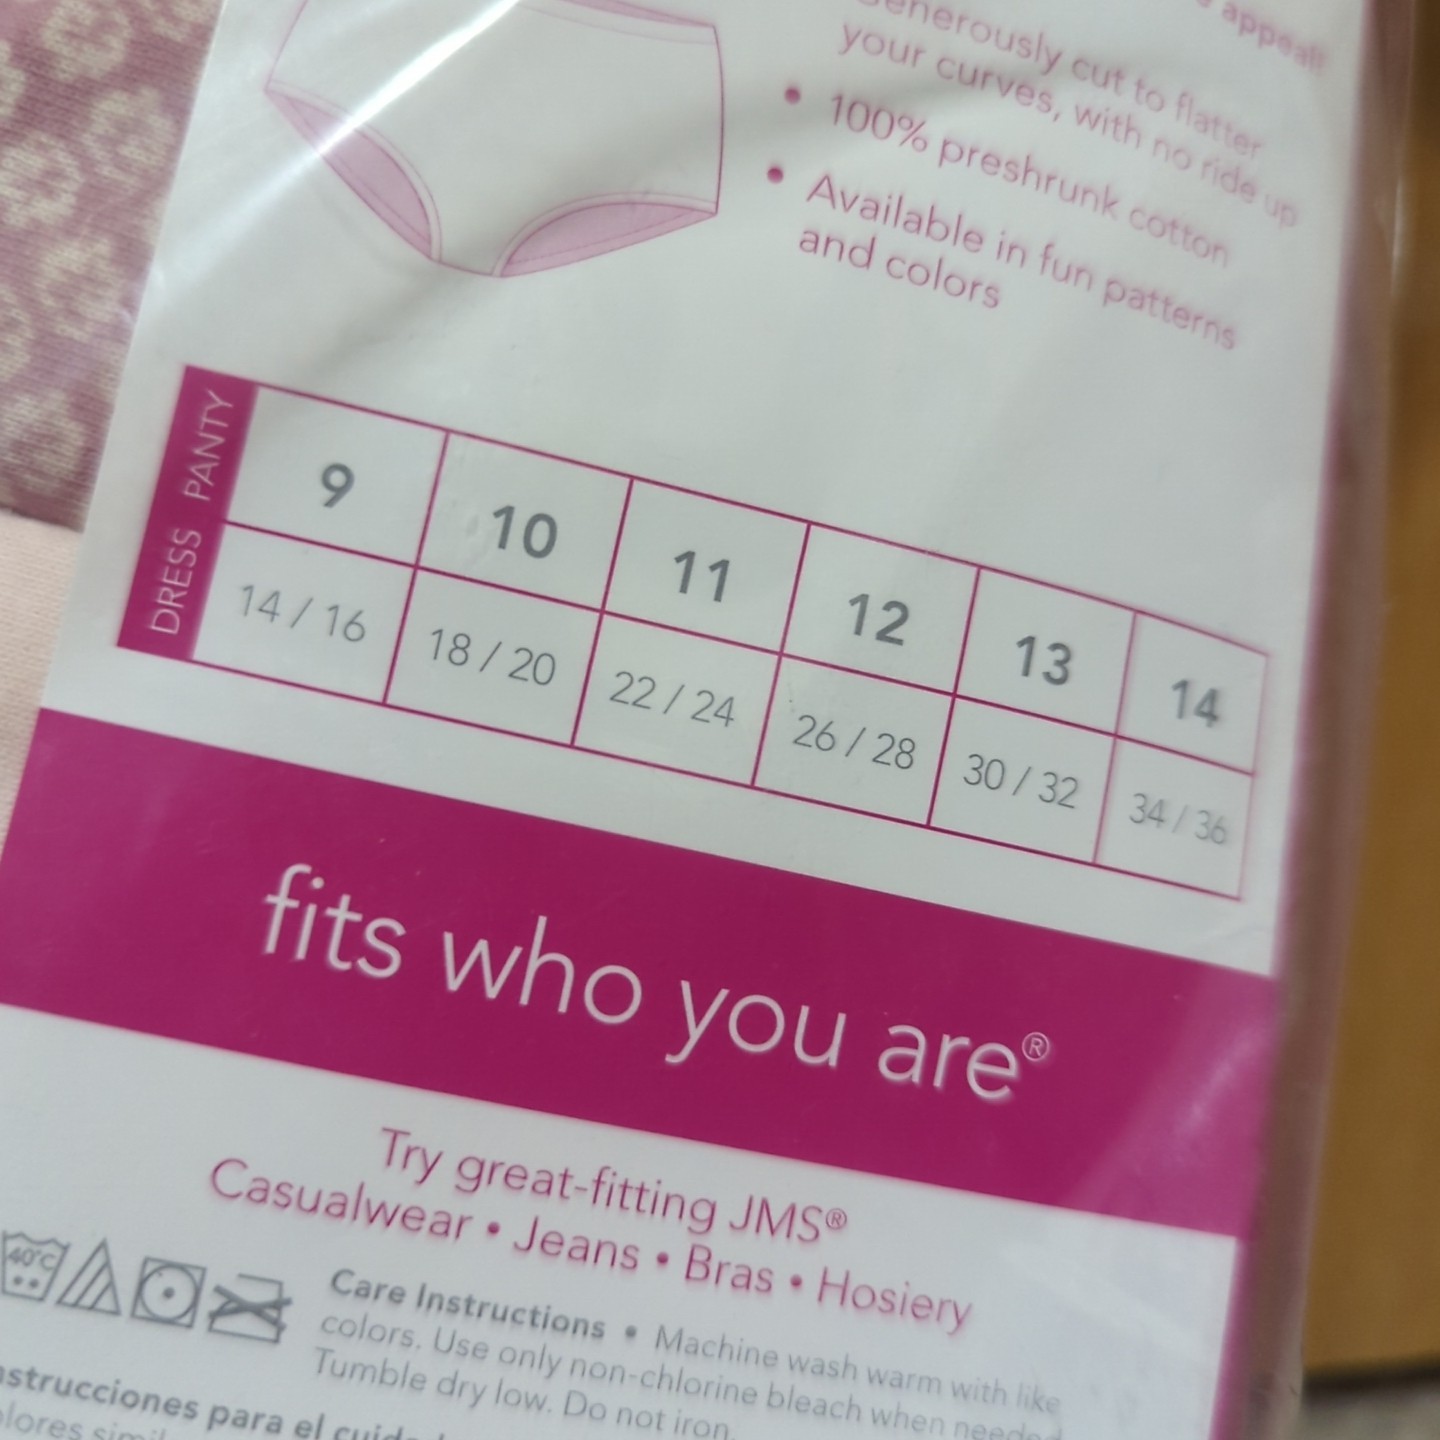 appeal!
Generously cut to flatter
your curves, with no ride up
• 100% preshrunk cotton
• Available in fun patterns
and colors
PANTY 9 10 11 12 13 14
DRESS 14 / 16 18 / 20 22 / 24 26 / 28 30 / 32 34 / 36
fits who you are®
Try great-fitting JMS®
Casualwear • Jeans • Bras • Hosiery
40°C
Care Instructions • Machine wash warm with like
colors. Use only non-chlorine bleach when needed
Tumble dry low. Do not iron.
nstrucciones para el